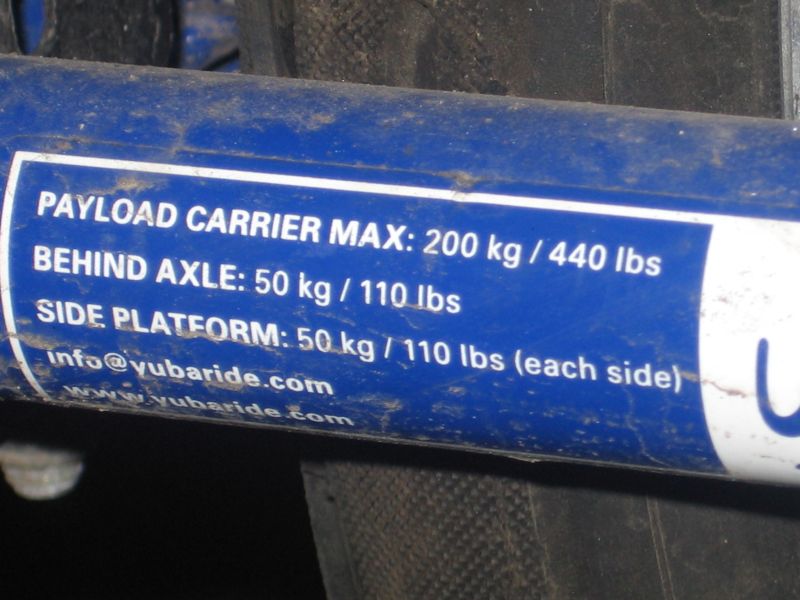 PAYLOAD CARRIER MAX: 200 kg / 440 lbs
BEHIND AXLE: 50 kg / 110 lbs
SIDE PLATFORM: 50 kg / 110 lbs (each side)
info@yubaride.com
www.yubaride.com